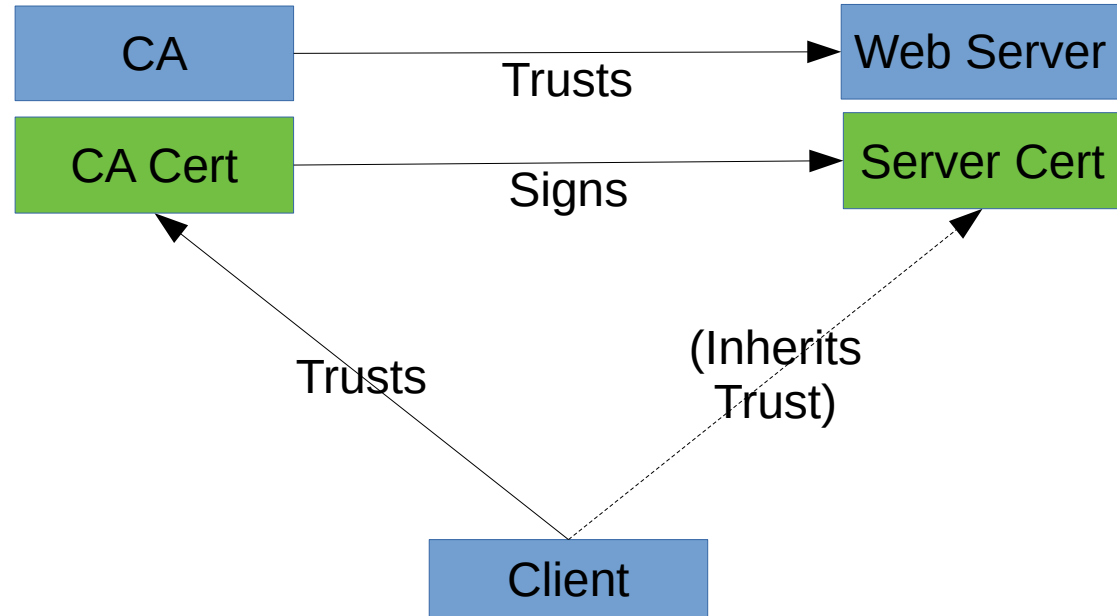 CA
Web Server
Trusts
CA Cert
Server Cert
Signs
Trusts
(Inherits
Trust)
Client